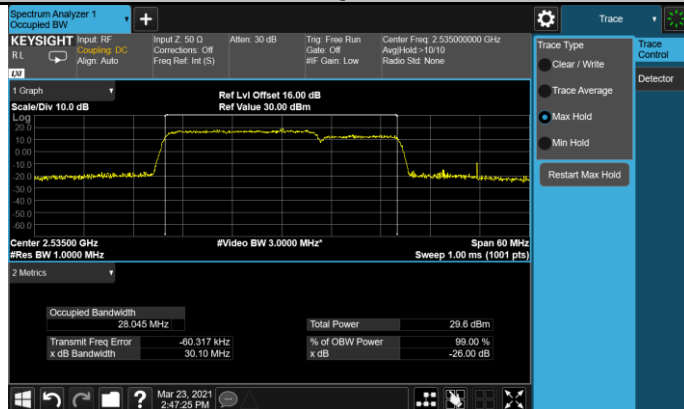 Spectrum Analyzer 1
Occupied BW
Trace
KEYSIGHT
R L
LXI
Input: RF
Coupling: DC
Align: Auto
Input Z: 50 Ω
Corrections: Off
Freq Ref: Int (S)
Atten: 30 dB
Trig: Free Run
Gate: Off
#IF Gain: Low
Center Freq: 2.535000000 GHz
Avg|Hold:>10/10
Radio Std: None
Trace Type
Clear / Write
Trace Average
Max Hold
Min Hold
Restart Max Hold
Trace
Control
Detector
1 Graph
Scale/Div 10.0 dB
Ref Lvl Offset 16.00 dB
Ref Value 30.00 dBm
Log
20.0
10.0
0.00
-10.0
-20.0
-30.0
-40.0
-50.0
-60.0
Center 2.53500 GHz
#Res BW 1.0000 MHz
#Video BW 3.0000 MHz*
Span 60 MHz
Sweep 1.00 ms (1001 pts)
2 Metrics
Occupied Bandwidth
28.045 MHz
Total Power 29.6 dBm
Transmit Freq Error -60.317 kHz
% of OBW Power 99.00 %
x dB Bandwidth 30.10 MHz
x dB -26.00 dB
?
Mar 23, 2021
2:47:25 PM